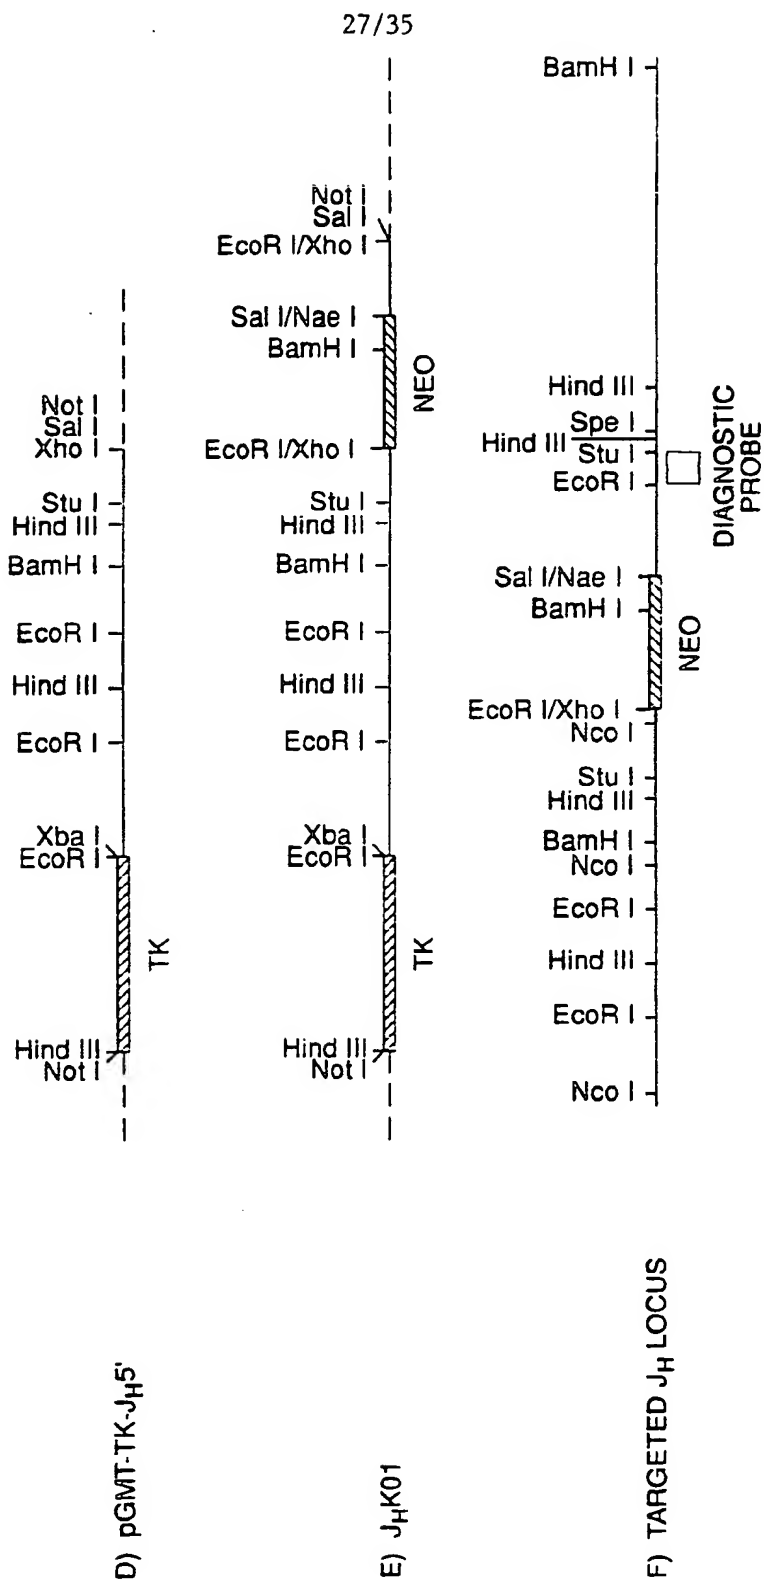 27/35
Not I
Sal I
Xho I
Stu I
Hind III
BamH I
EcoR I
Hind III
EcoR I
Xba I
EcoR I
TK
Hind III
Not I
D) pGMT-TK-JH5'
Not I
Sal I
EcoR I/Xho I
Sal I/Nae I
BamH I
NEO
EcoR I/Xho I
Stu I
Hind III
BamH I
EcoR I
Hind III
EcoR I
Xba I
EcoR I
TK
Hind III
Not I
E) JHK01
BamH I
Hind III
Spe I
Hind III
Stu I
EcoR I
DIAGNOSTIC
PROBE
Sal I/Nae I
BamH I
NEO
EcoR I/Xho I
Nco I
Stu I
Hind III
BamH I
Nco I
EcoR I
Hind III
EcoR I
Nco I
F) TARGETED JH LOCUS